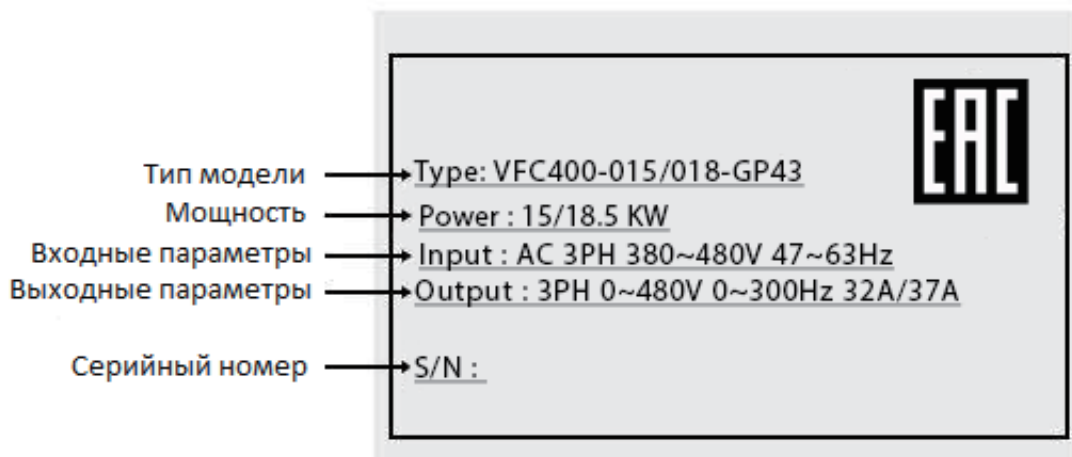 EAC
Тип модели Type: VFC400-015/018-GP43
Мощность Power : 15/18.5 KW
Входные параметры Input : AC 3PH 380~480V 47~63Hz
Выходные параметры Output : 3PH 0~480V 0~300Hz 32A/37A
Серийный номер S/N :